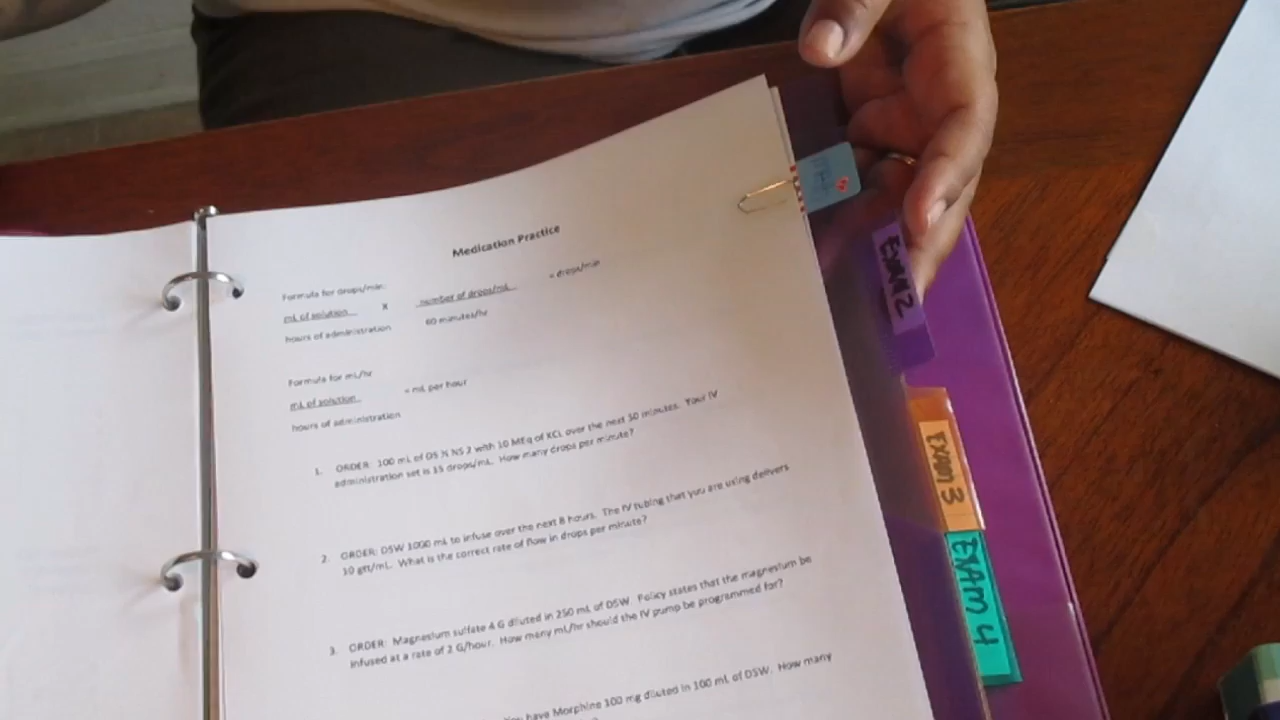 Medication Practice
Formula for drops/min:
mL of solution X number of drops/mL = drops/min
hours of administration 60 minutes/hr
Formula for mL/hr
mL of solution = mL per hour
hours of administration
1. ORDER: 100 mL of D5 ½ NS 2 with 10 MEq of KCL over the next 30 minutes. Your IV
administration set is 15 drops/mL. How many drops per minute?
2. ORDER: D5W 1000 mL to infuse over the next 8 hours. The IV tubing that you are using delivers
10 gtt/mL. What is the correct rate of flow in drops per minute?
3. ORDER: Magnesium sulfate 4 G diluted in 250 mL of D5W. Policy states that the magnesium be
infused at a rate of 2 G/hour. How many mL/hr should the IV pump be programmed for?
you have Morphine 100 mg diluted in 100 mL of D5W. How many
EXAM 2
EXAM 3
EXAM 4